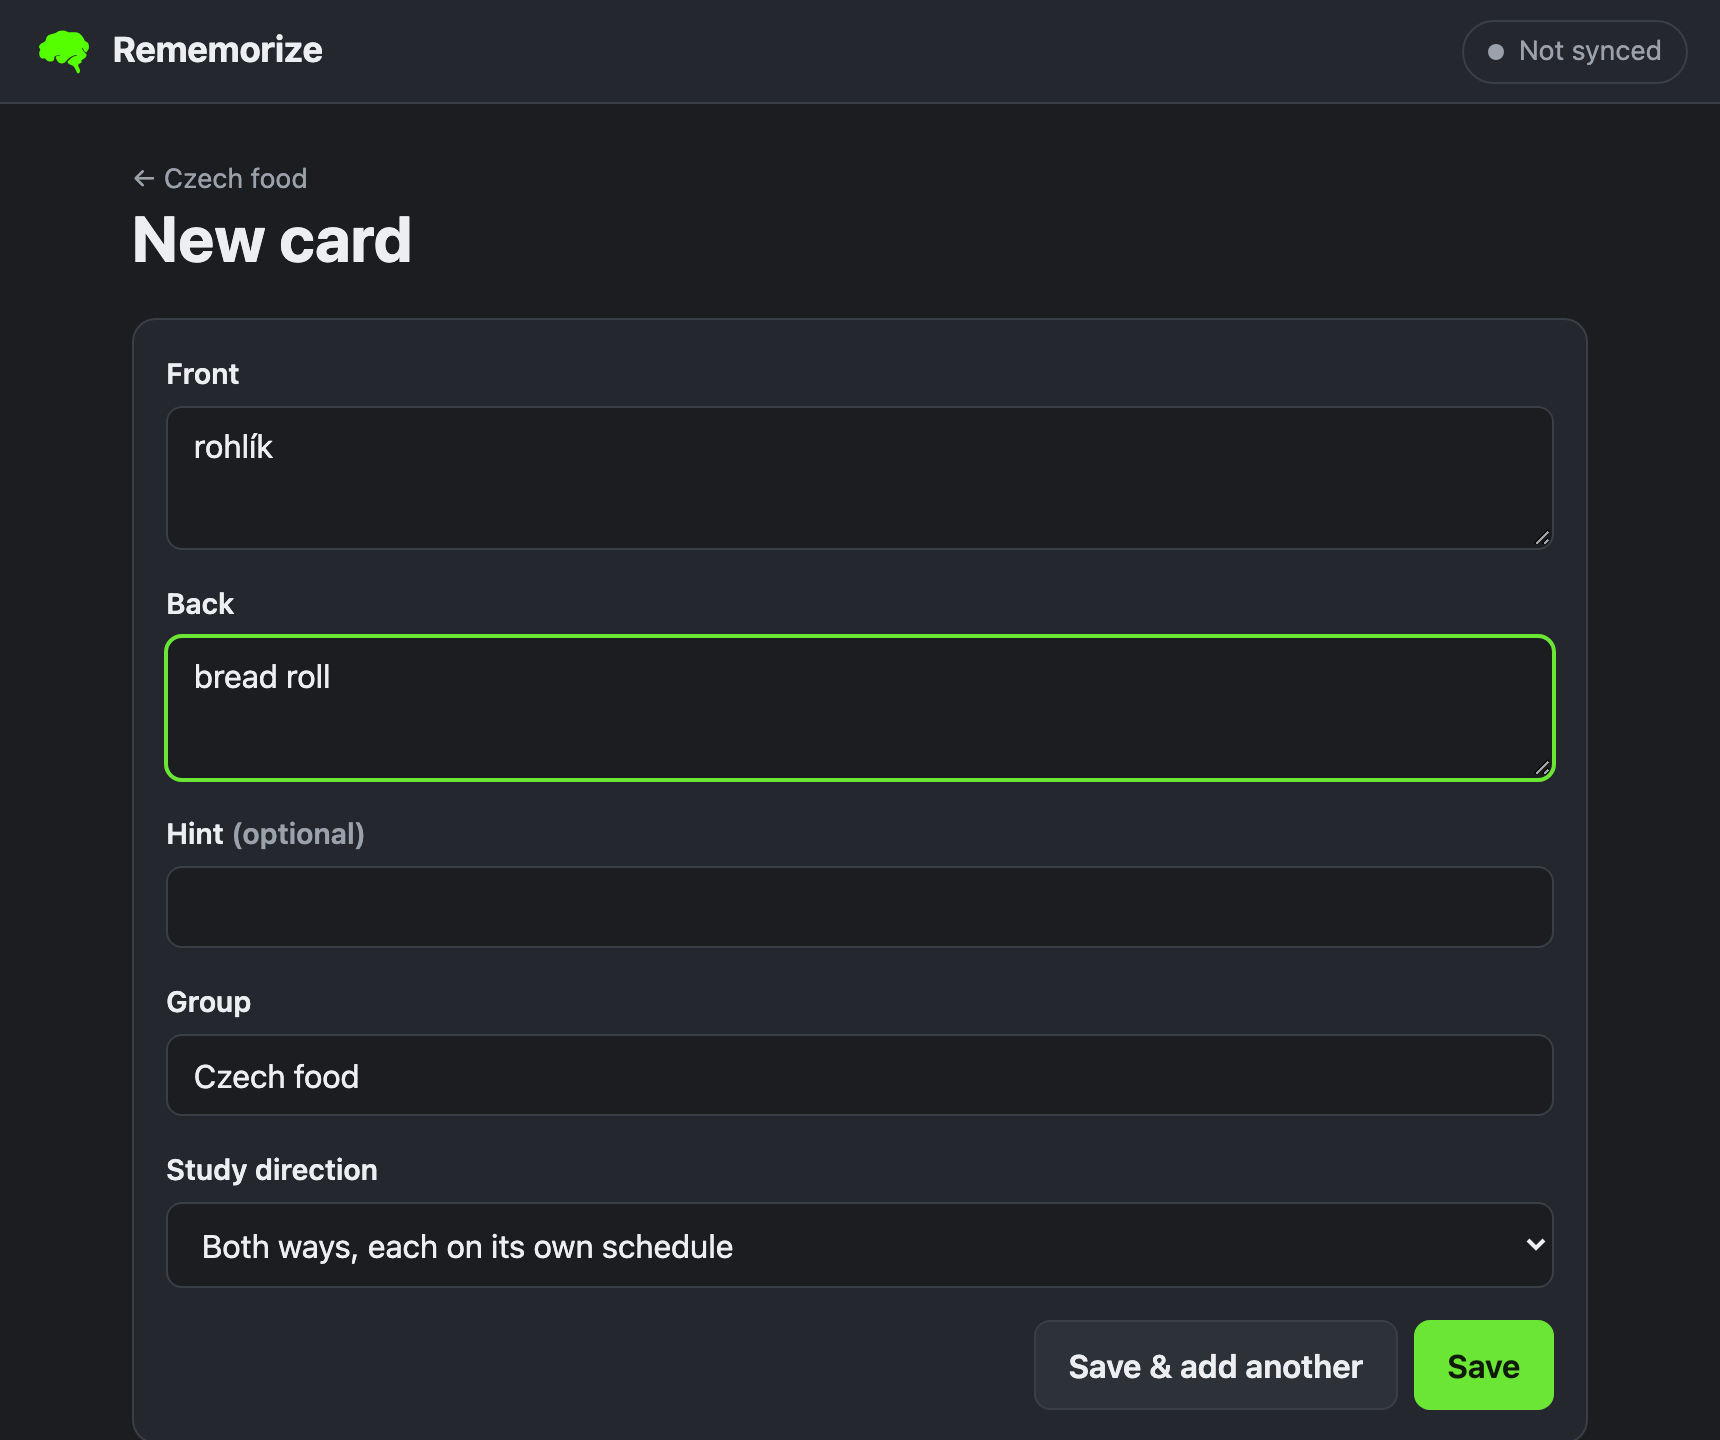 Rememorize
Not synced
← Czech food
New card
Front
rohlík
Back
bread roll
Hint (optional)
Group
Czech food
Study direction
Both ways, each on its own schedule
Save & add another
Save